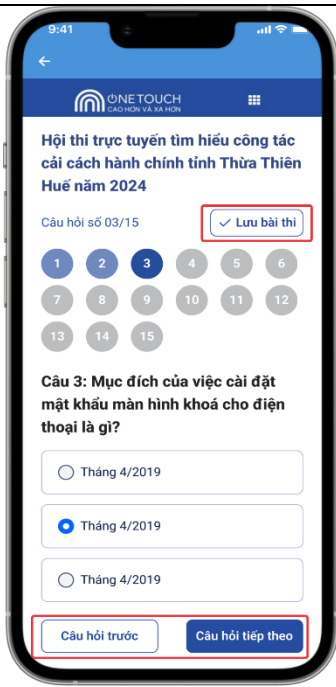 9:41
ONETOUCH
CAO HƠN VÀ XA HƠN
Hội thi trực tuyến tìm hiểu công tác
cải cách hành chính tỉnh Thừa Thiên
Huế năm 2024
Câu hỏi số 03/15
Lưu bài thi
1 2 3 4 5 6
7 8 9 10 11 12
13 14 15
Câu 3: Mục đích của việc cài đặt
mật khẩu màn hình khoá cho điện
thoại là gì?
Tháng 4/2019
Tháng 4/2019
Tháng 4/2019
Câu hỏi trước Câu hỏi tiếp theo